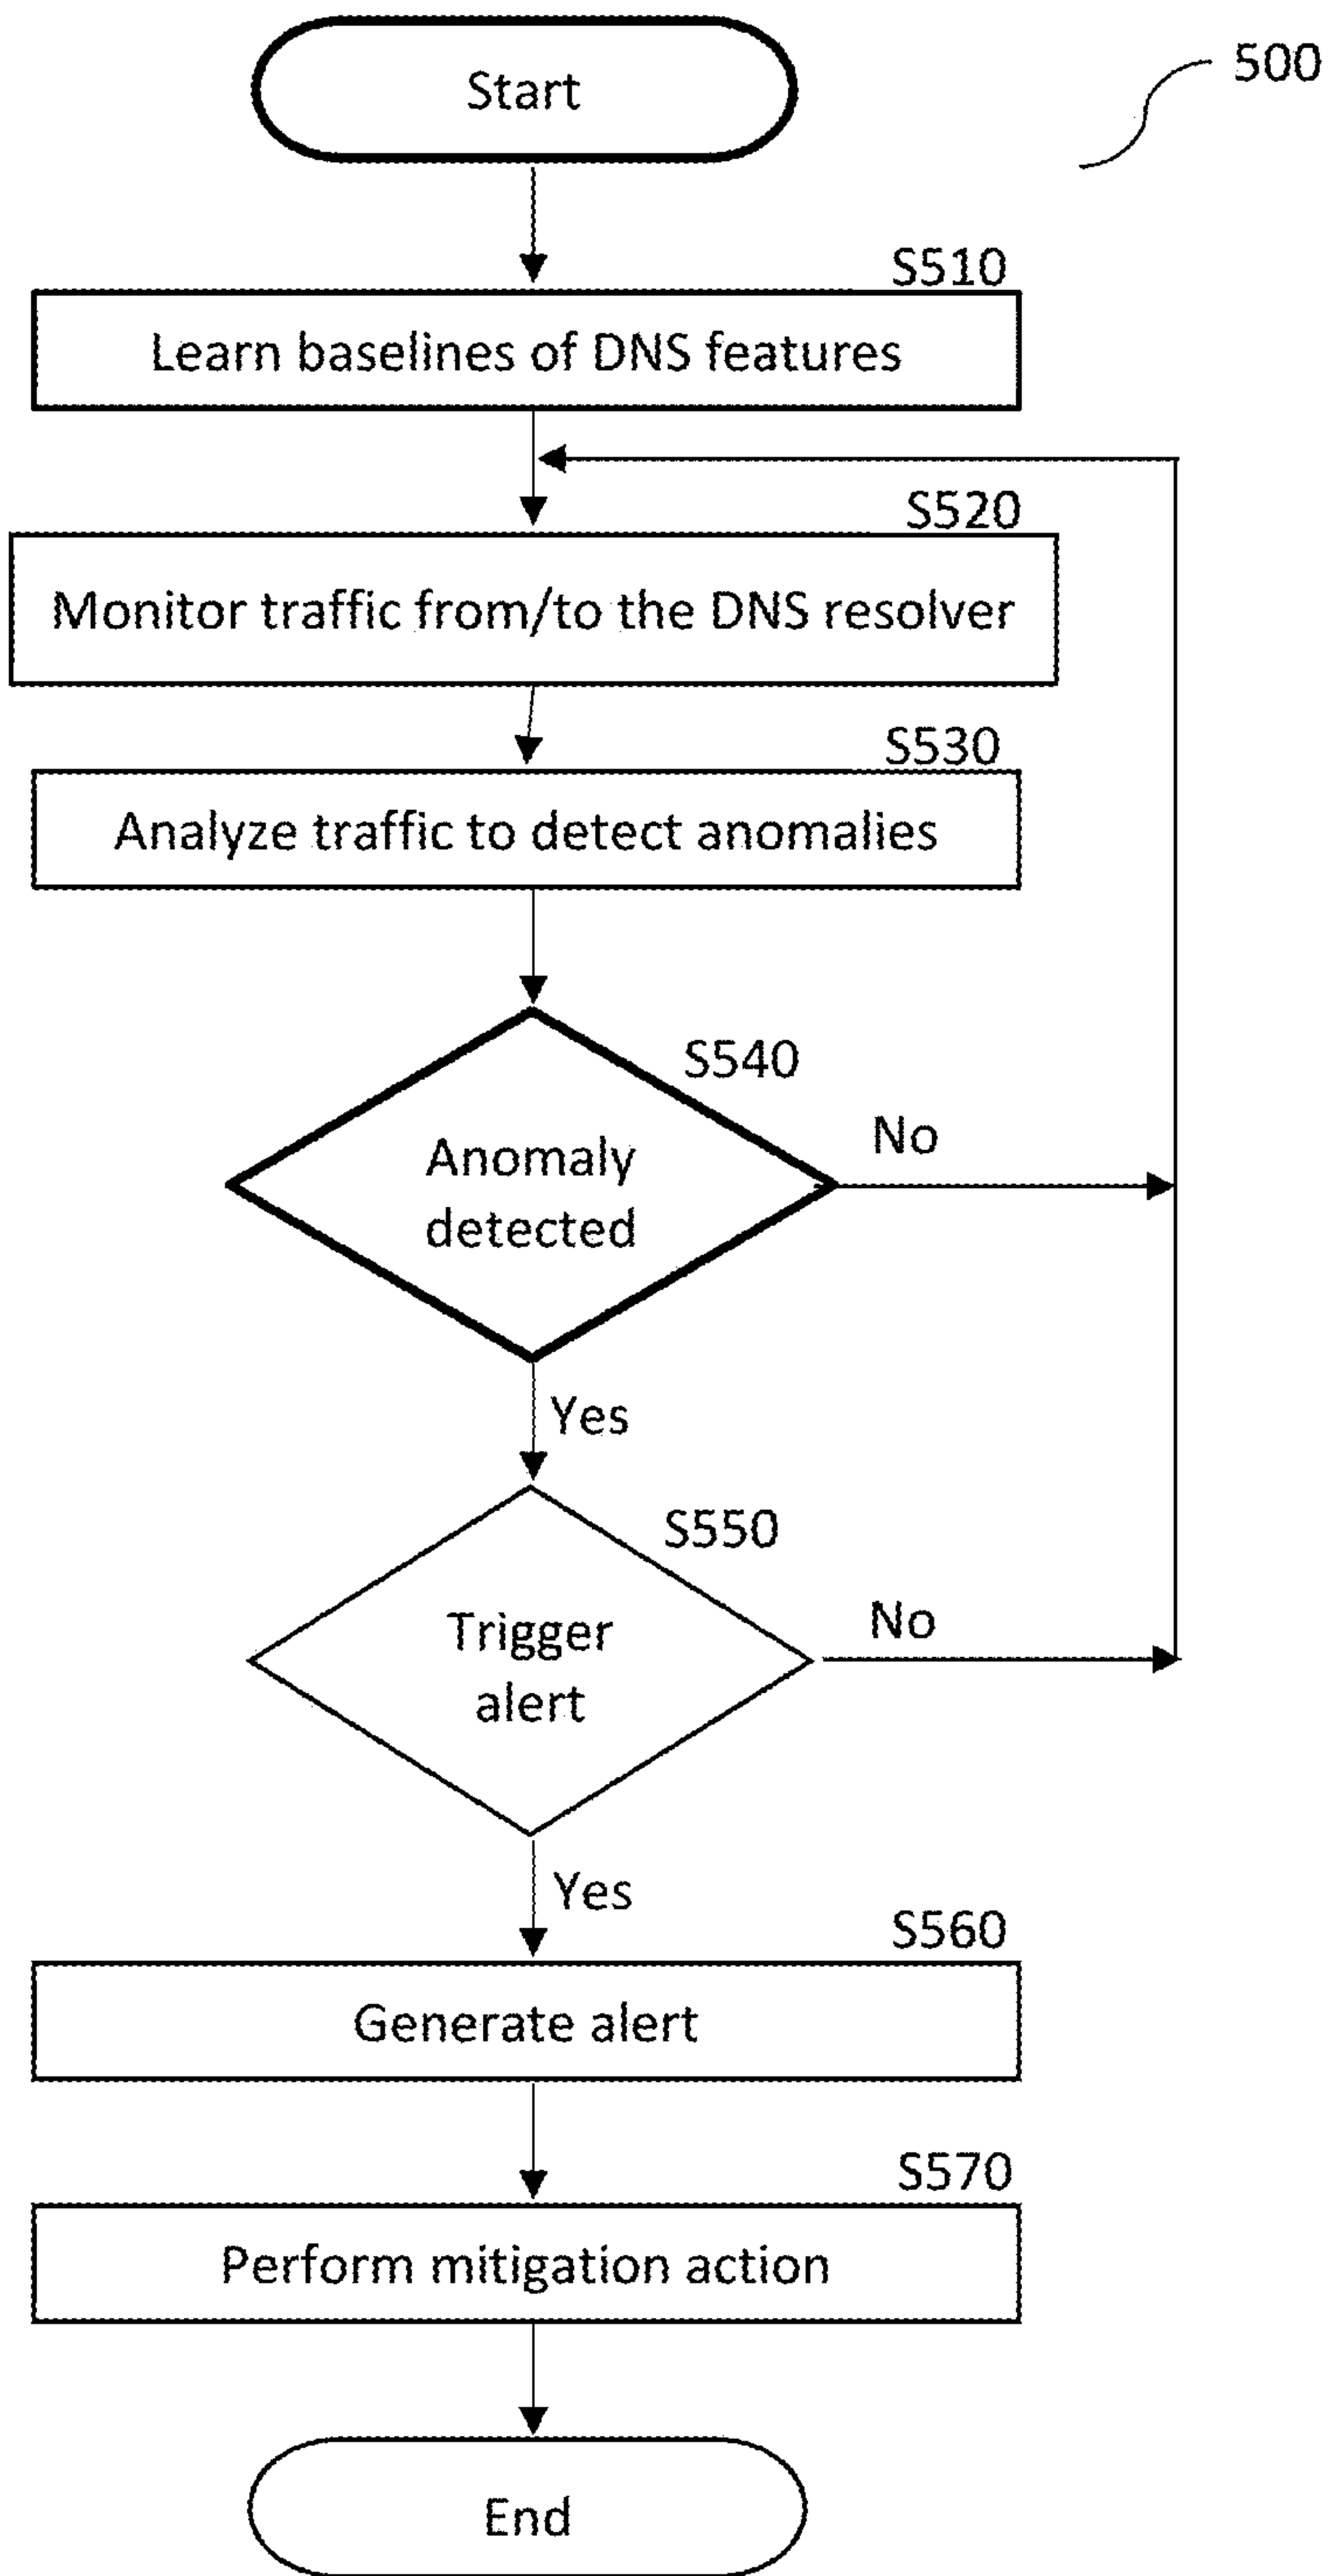 Start
500
S510
Learn baselines of DNS features
S520
Monitor traffic from/to the DNS resolver
S530
Analyze traffic to detect anomalies
S540
Anomaly
detected
No
Yes
S550
Trigger
alert
No
Yes
S560
Generate alert
S570
Perform mitigation action
End